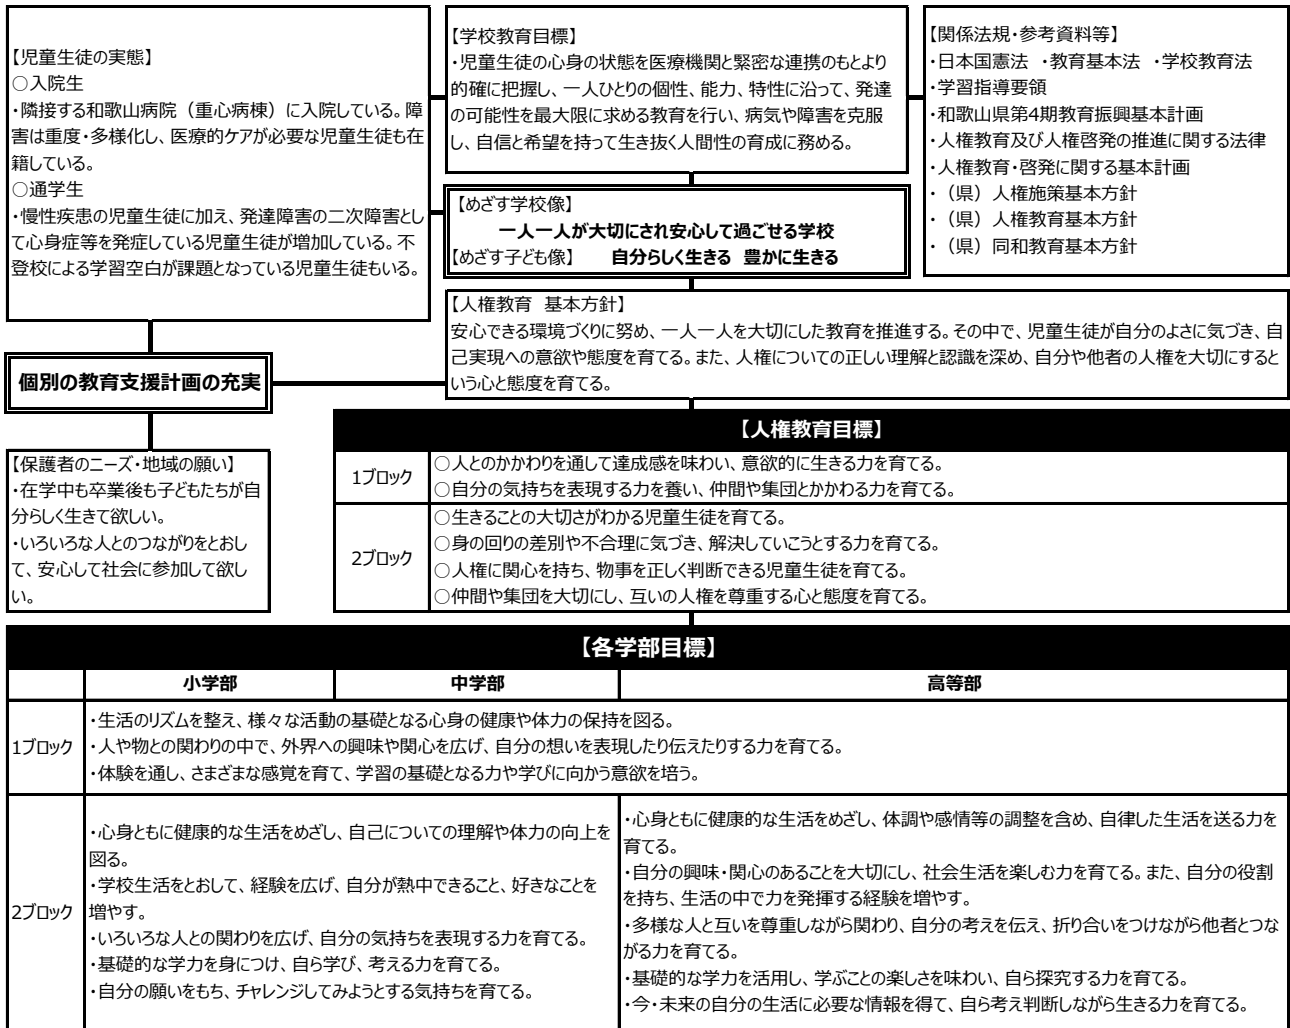 【児童生徒の実態】
○入院生
・隣接する和歌山病院（重心病棟）に入院している。障
害は重度・多様化し、医療的ケアが必要な児童生徒も在
籍している。
○通学生
・慢性疾患の児童生徒に加え、発達障害の二次障害とし
て心身症等を発症している児童生徒が増加している。不
登校による学習空白が課題となっている児童生徒もいる。
【学校教育目標】
・児童生徒の心身の状態を医療機関と緊密な連携のもとより
的確に把握し、一人ひとりの個性、能力、特性に沿って、発達
の可能性を最大限に求める教育を行い、病気や障害を克服
し、自信と希望を持って生き抜く人間性の育成に務める。
【関係法規・参考資料等】
・日本国憲法 ・教育基本法 ・学校教育法
・学習指導要領
・和歌山県第4期教育振興基本計画
・人権教育及び人権啓発の推進に関する法律
・人権教育・啓発に関する基本計画
・（県）人権施策基本方針
・（県）人権教育基本方針
・（県）同和教育基本方針
【めざす学校像】
一人一人が大切にされ安心して過ごせる学校
【めざす子ども像】 自分らしく生きる 豊かに生きる
【人権教育 基本方針】
安心できる環境づくりに努め、一人一人を大切にした教育を推進する。その中で、児童生徒が自分のよさに気づき、自
己実現への意欲や態度を育てる。また、人権についての正しい理解と認識を深め、自分や他者の人権を大切にすると
いう心と態度を育てる。
個別の教育支援計画の充実
【保護者のニーズ・地域の願い】
・在学中も卒業後も子どもたちが自
分らしく生きて欲しい。
・いろいろな人とのつながりをとおし
て、安心して社会に参加して欲し
い。
【人権教育目標】
1ブロック
○人とのかかわりを通して達成感を味わい、意欲的に生きる力を育てる。
○自分の気持ちを表現する力を養い、仲間や集団とかかわる力を育てる。
2ブロック
○生きることの大切さがわかる児童生徒を育てる。
○身の回りの差別や不合理に気づき、解決していこうとする力を育てる。
○人権に関心を持ち、物事を正しく判断できる児童生徒を育てる。
○仲間や集団を大切にし、互いの人権を尊重する心と態度を育てる。
【各学部目標】
小学部 中学部 高等部
1ブロック
・生活のリズムを整え、様々な活動の基礎となる心身の健康や体力の保持を図る。
・人や物との関わりの中で、外界への興味や関心を広げ、自分の想いを表現したり伝えたりする力を育てる。
・体験を通し、さまざまな感覚を育て、学習の基礎となる力や学びに向かう意欲を培う。
2ブロック
・心身ともに健康的な生活をめざし、自己についての理解や体力の向上を
図る。
・学校生活をとおして、経験を広げ、自分が熱中できること、好きなことを
増やす。
・いろいろな人との関わりを広げ、自分の気持ちを表現する力を育てる。
・基礎的な学力を身につけ、自ら学び、考える力を育てる。
・自分の願いをもち、チャレンジしてみようとする気持ちを育てる。
・心身ともに健康的な生活をめざし、体調や感情等の調整を含め、自律した生活を送る力を
育てる。
・自分の興味・関心のあることを大切にし、社会生活を楽しむ力を育てる。また、自分の役割
を持ち、生活の中で力を発揮する経験を増やす。
・多様な人と互いを尊重しながら関わり、自分の考えを伝え、折り合いをつけながら他者とつな
がる力を育てる。
・基礎的な学力を活用し、学ぶことの楽しさを味わい、自ら探究する力を育てる。
・今・未来の自分の生活に必要な情報を得て、自ら考え判断しながら生きる力を育てる。